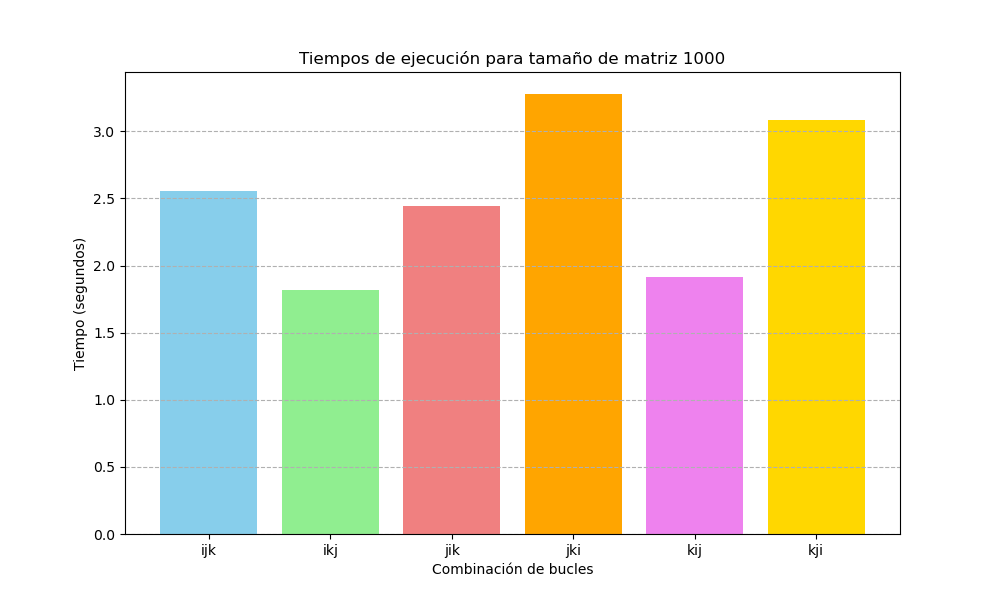 Tiempos de ejecución para tamaño de matriz 1000
Tiempo (segundos)
3.0
2.5
2.0
1.5
1.0
0.5
0.0
ijk ikj jik jki kij kji
Combinación de bucles